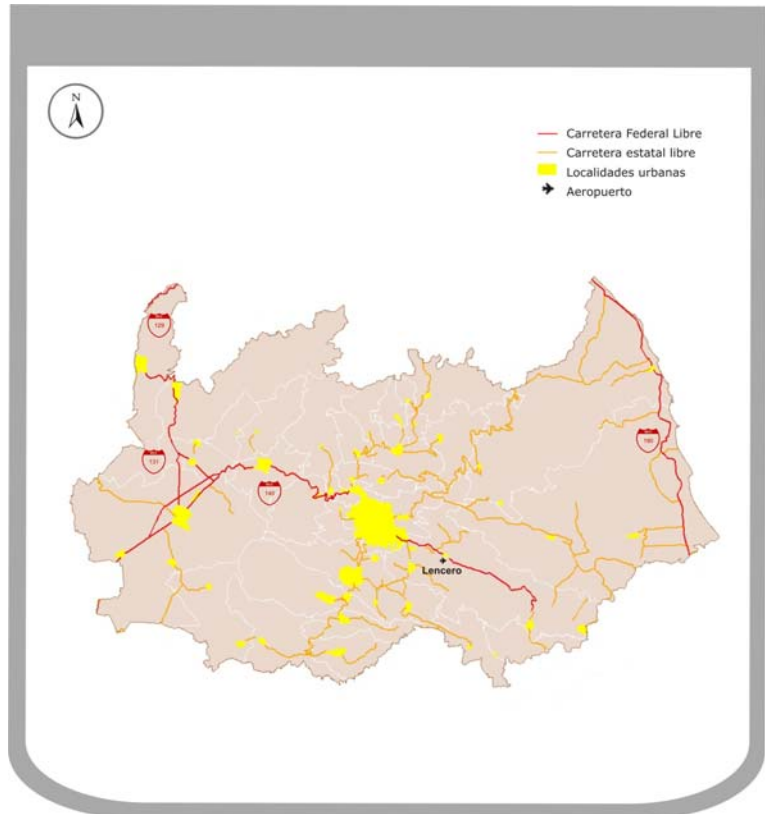 N
Carretera Federal Libre
Carretera estatal libre
Localidades urbanas
Aeropuerto
129
131
180
140
Lencero